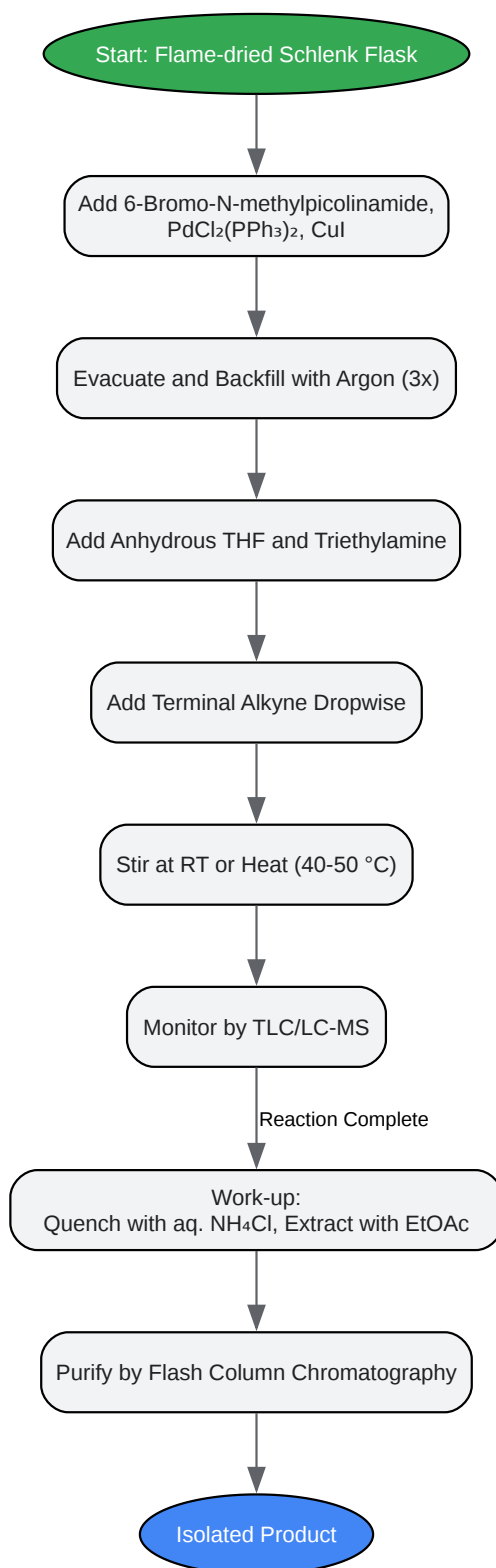 Start: Flame-dried Schlenk Flask
Add 6-Bromo-N-methylpicolinamide,
PdCl₂(PPh₃)₂, CuI
Evacuate and Backfill with Argon (3x)
Add Anhydrous THF and Triethylamine
Add Terminal Alkyne Dropwise
Stir at RT or Heat (40-50 °C)
Monitor by TLC/LC-MS
Reaction Complete
Work-up:
Quench with aq. NH₄Cl, Extract with EtOAc
Purify by Flash Column Chromatography
Isolated Product